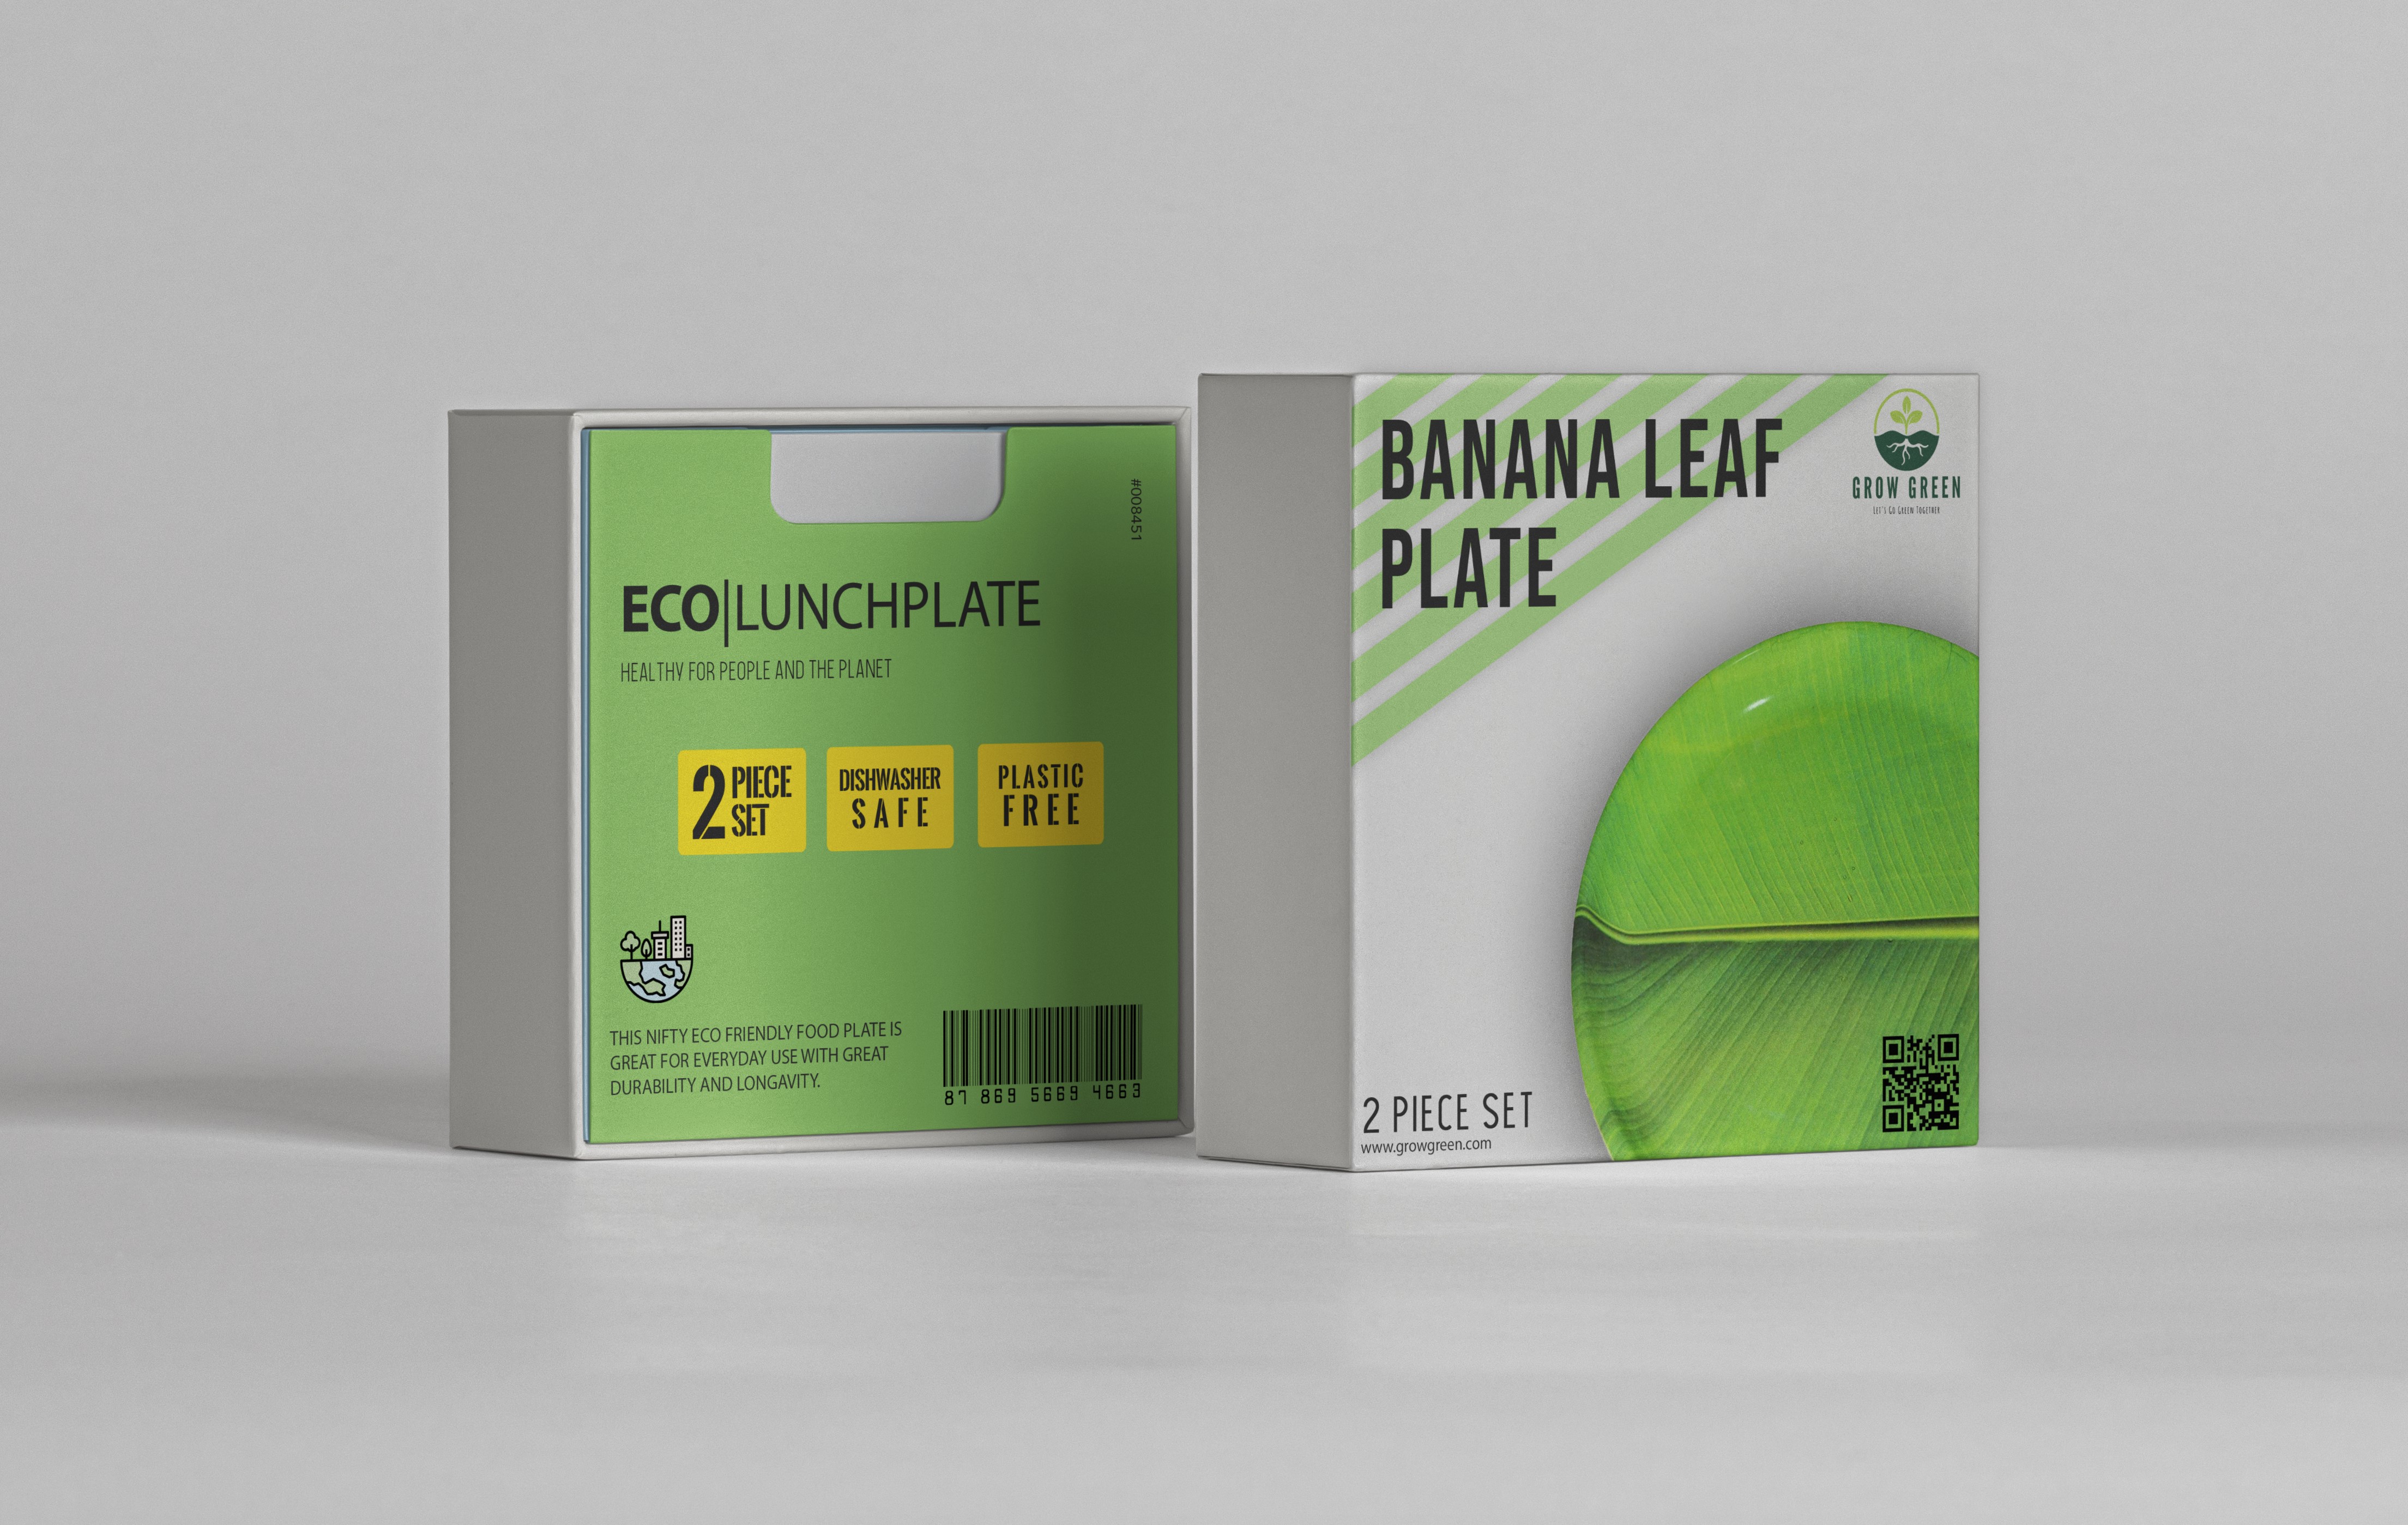 #008451
ECO|LUNCHPLATE
HEALTHY FOR PEOPLE AND THE PLANET
2 PIECE
SET
DISHWASHER
SAFE
PLASTIC
FREE
THIS NIFTY ECO FRIENDLY FOOD PLATE IS
GREAT FOR EVERYDAY USE WITH GREAT
DURABILITY AND LONGAVITY.
87 869 5669 4663
BANANA LEAF
PLATE
GROW GREEN
LET'S GO GREEN TOGETHER
2 PIECE SET
www.growgreen.com